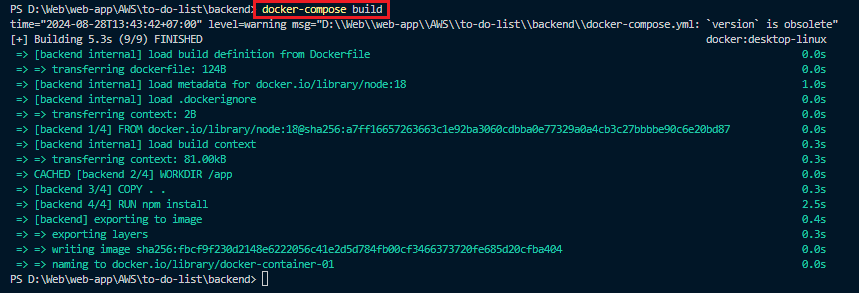 PS D:\Web\web-app\AWS\to-do-list\backend> docker-compose build
time="2024-08-28T13:43:42+07:00" level=warning msg="D:\\Web\\web-app\\AWS\\to-do-list\\backend\\docker-compose.yml: `version` is obsolete"
[+] Building 5.3s (9/9) FINISHED docker:desktop-linux
=> [backend internal] load build definition from Dockerfile 0.0s
=> => transferring dockerfile: 124B 0.0s
=> [backend internal] load metadata for docker.io/library/node:18 1.0s
=> [backend internal] load .dockerignore 0.0s
=> => transferring context: 2B 0.0s
=> [backend 1/4] FROM docker.io/library/node:18@sha256:a7ff16657263663c1e92ba3060cdbba0e77329a0a4cb3c27bbbbe90c6e20bd87 0.0s
=> [backend internal] load build context 0.3s
=> => transferring context: 81.00kB 0.3s
=> CACHED [backend 2/4] WORKDIR /app 0.0s
=> [backend 3/4] COPY . . 0.3s
=> [backend 4/4] RUN npm install 2.5s
=> [backend] exporting to image 0.4s
=> => exporting layers 0.3s
=> => writing image sha256:fbcf9f230d2148e6222056c41e2d5d784fb00cf3466373720fe685d20cfba404 0.0s
=> => naming to docker.io/library/docker-container-01 0.0s
PS D:\Web\web-app\AWS\to-do-list\backend>